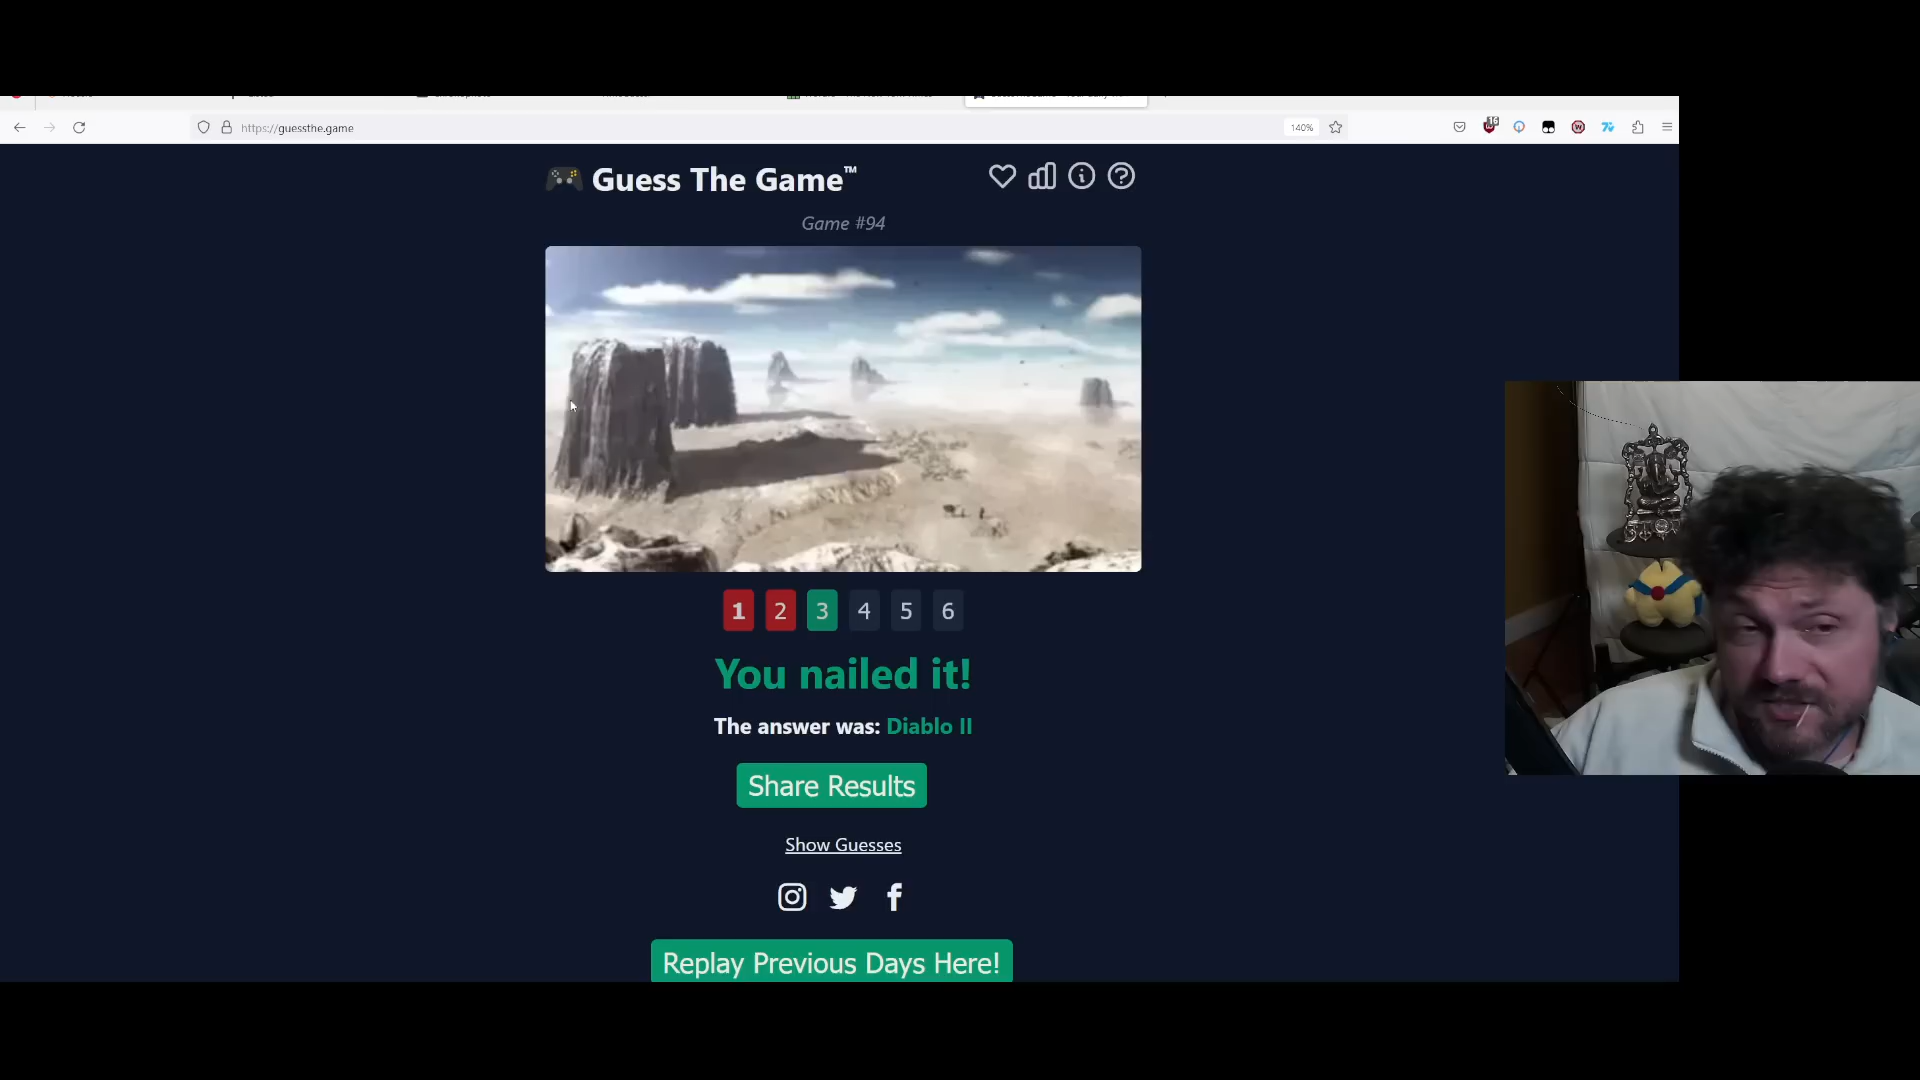 https://guessthe.game
140%
16
Guess The Game™
Game #94
1 2 3 4 5 6
You nailed it!
The answer was: Diablo II
Share Results
Show Guesses
Replay Previous Days Here!